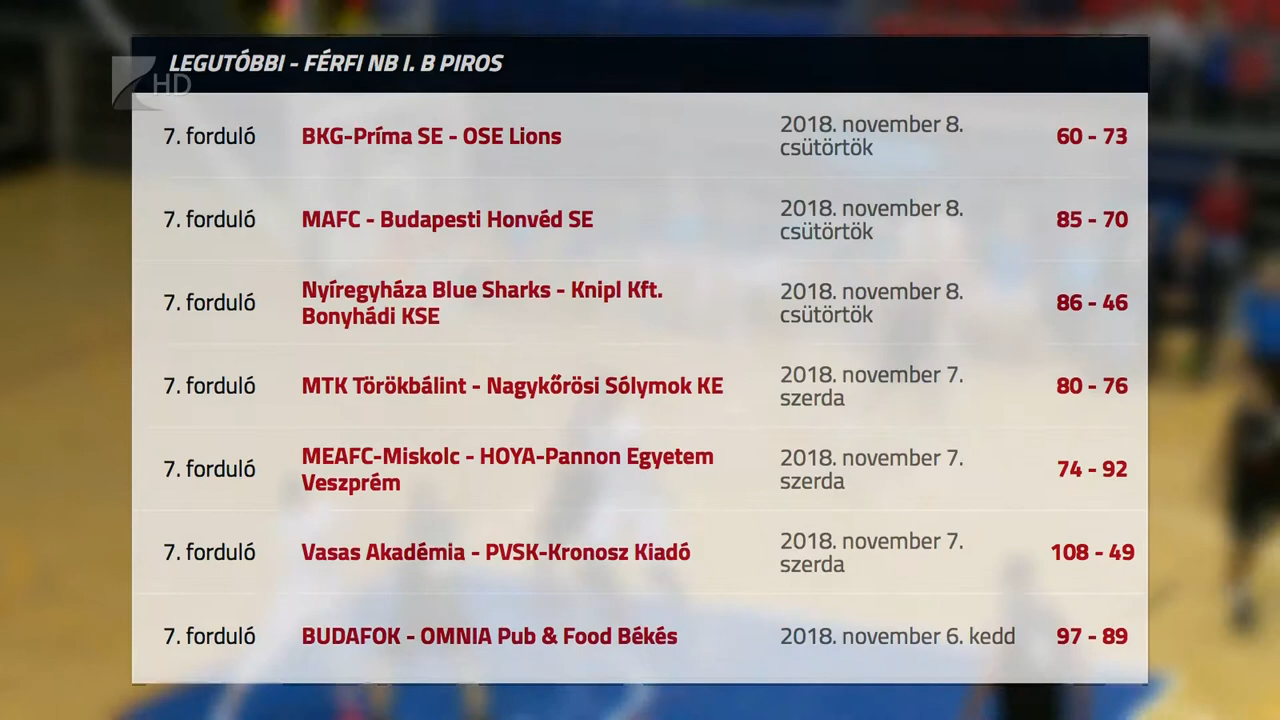 LEGUTÓBBI - FÉRFI NB I. B PIROS
HD
7. forduló BKG-Príma SE - OSE Lions 2018. november 8. csütörtök 60 - 73
7. forduló MAFC - Budapesti Honvéd SE 2018. november 8. csütörtök 85 - 70
7. forduló Nyíregyháza Blue Sharks - Knipl Kft. Bonyhádi KSE 2018. november 8. csütörtök 86 - 46
7. forduló MTK Törökbálint - Nagykőrösi Sólymok KE 2018. november 7. szerda 80 - 76
7. forduló MEAFC-Miskolc - HOYA-Pannon Egyetem Veszprém 2018. november 7. szerda 74 - 92
7. forduló Vasas Akadémia - PVSK-Kronosz Kiadó 2018. november 7. szerda 108 - 49
7. forduló BUDAFOK - OMNIA Pub & Food Békés 2018. november 6. kedd 97 - 89